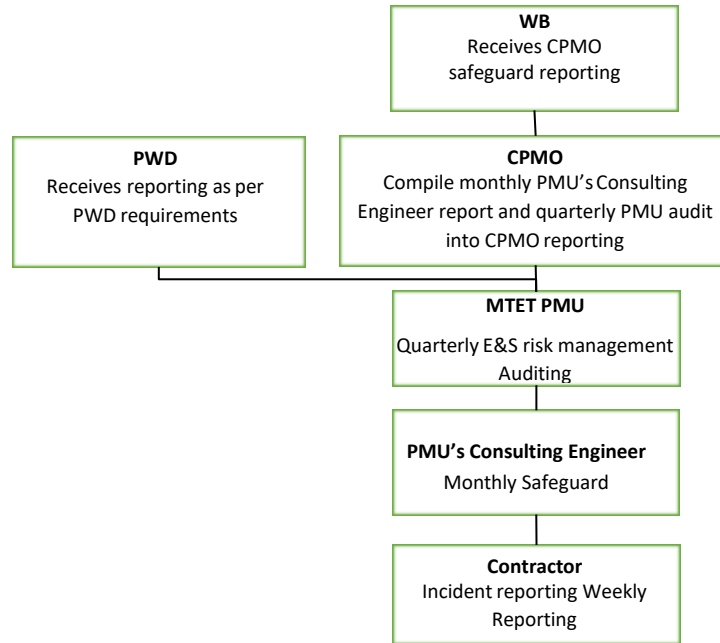 WB
Receives CPMO
safeguard reporting
PWD
Receives reporting as per
PWD requirements
CPMO
Compile monthly PMU's Consulting
Engineer report and quarterly PMU audit
into CPMO reporting
MTET PMU
Quarterly E&S risk management
Auditing
PMU's Consulting Engineer
Monthly Safeguard
Contractor
Incident reporting Weekly
Reporting